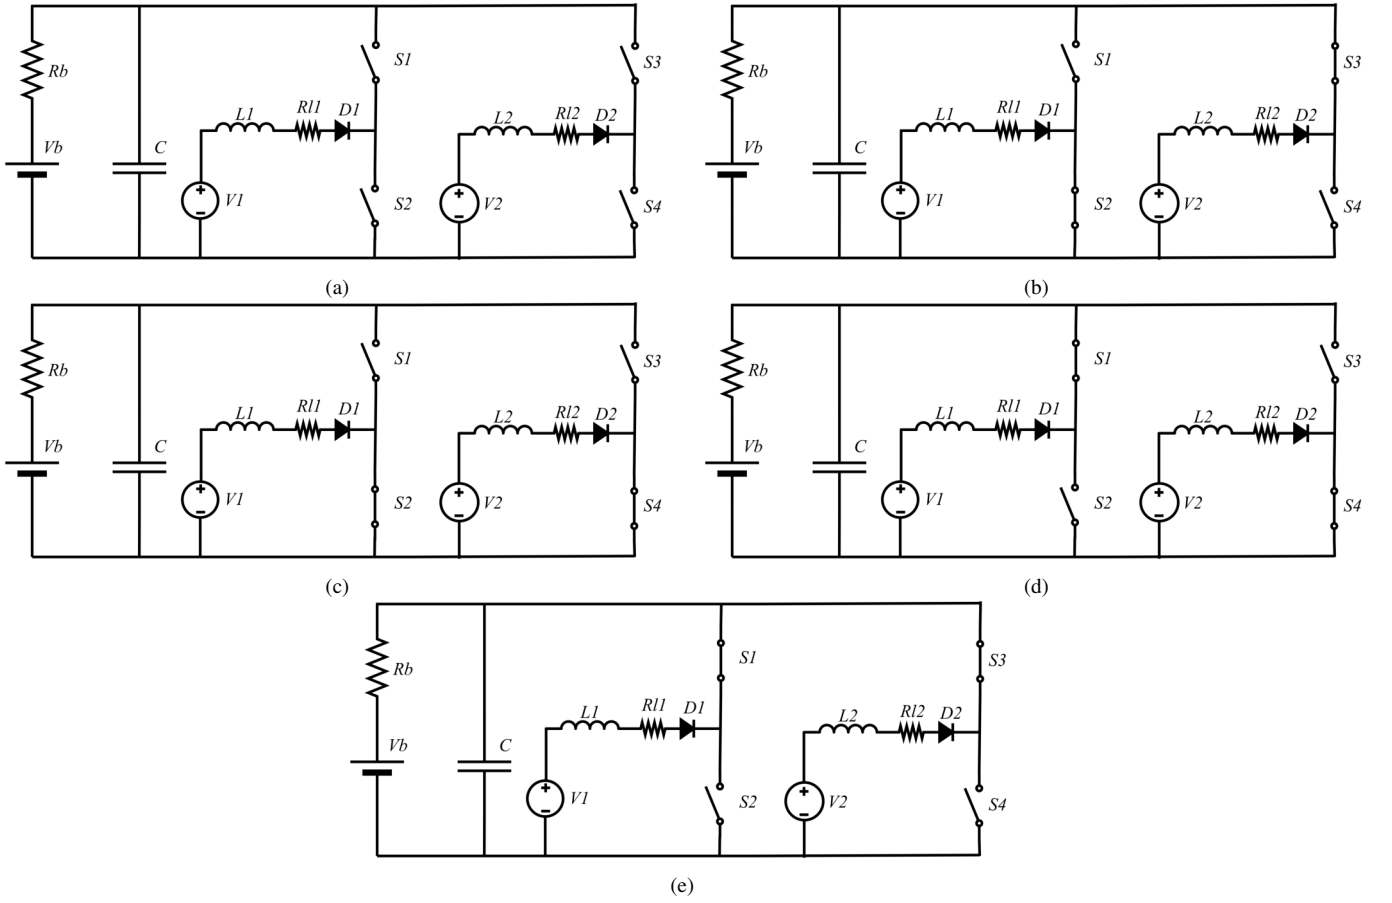 S1
S3
Rb
L1
Rl1
D1
L2
Rl2
D2
Vb
C
V1
S2
V2
S4
(a)
S1
S3
Rb
L1
Rl1
D1
L2
Rl2
D2
Vb
C
V1
S2
V2
S4
(b)
S1
S3
Rb
L1
Rl1
D1
L2
Rl2
D2
Vb
C
V1
S2
V2
S4
(c)
S1
S3
Rb
L1
Rl1
D1
L2
Rl2
D2
Vb
C
V1
S2
V2
S4
(d)
S1
S3
Rb
L1
Rl1
D1
L2
Rl2
D2
Vb
C
V1
S2
V2
S4
(e)